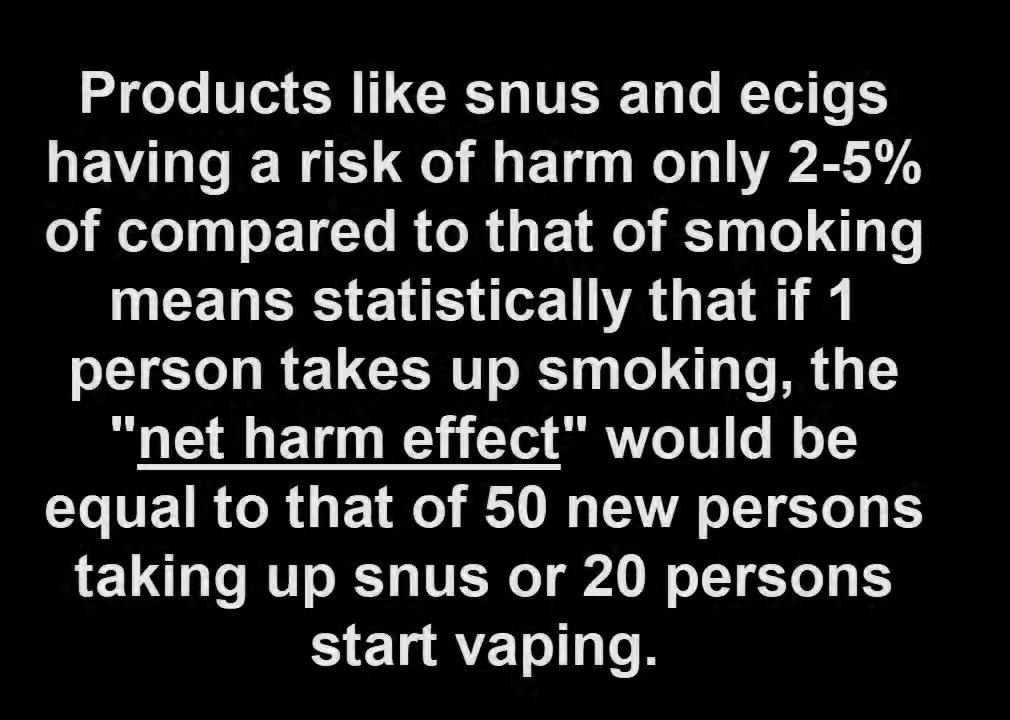 Products like snus and ecigs
having a risk of harm only 2-5%
of compared to that of smoking
means statistically that if 1
person takes up smoking, the
"net harm effect" would be
equal to that of 50 new persons
taking up snus or 20 persons
start vaping.